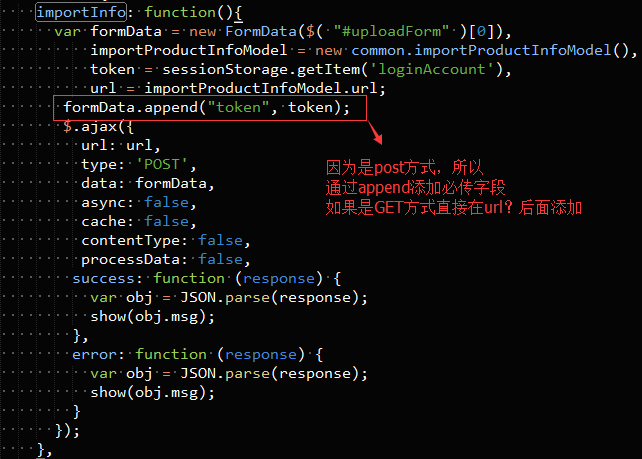 importInfo: function(){
var formData = new FormData($( "#uploadForm" )[0]),
importProductInfoModel = new common.importProductInfoModel(),
token = sessionStorage.getItem('loginAccount'),
url = importProductInfoModel.url;
formData.append("token", token);
$.ajax({
url: url,
type: 'POST',
data: formData,
async: false,
cache: false,
contentType: false,
processData: false,
success: function (response) {
var obj = JSON.parse(response);
show(obj.msg);
},
error: function (response) {
var obj = JSON.parse(response);
show(obj.msg);
}
});
},
因为是post方式，所以
通过append添加必传字段
如果是GET方式直接在url？后面添加